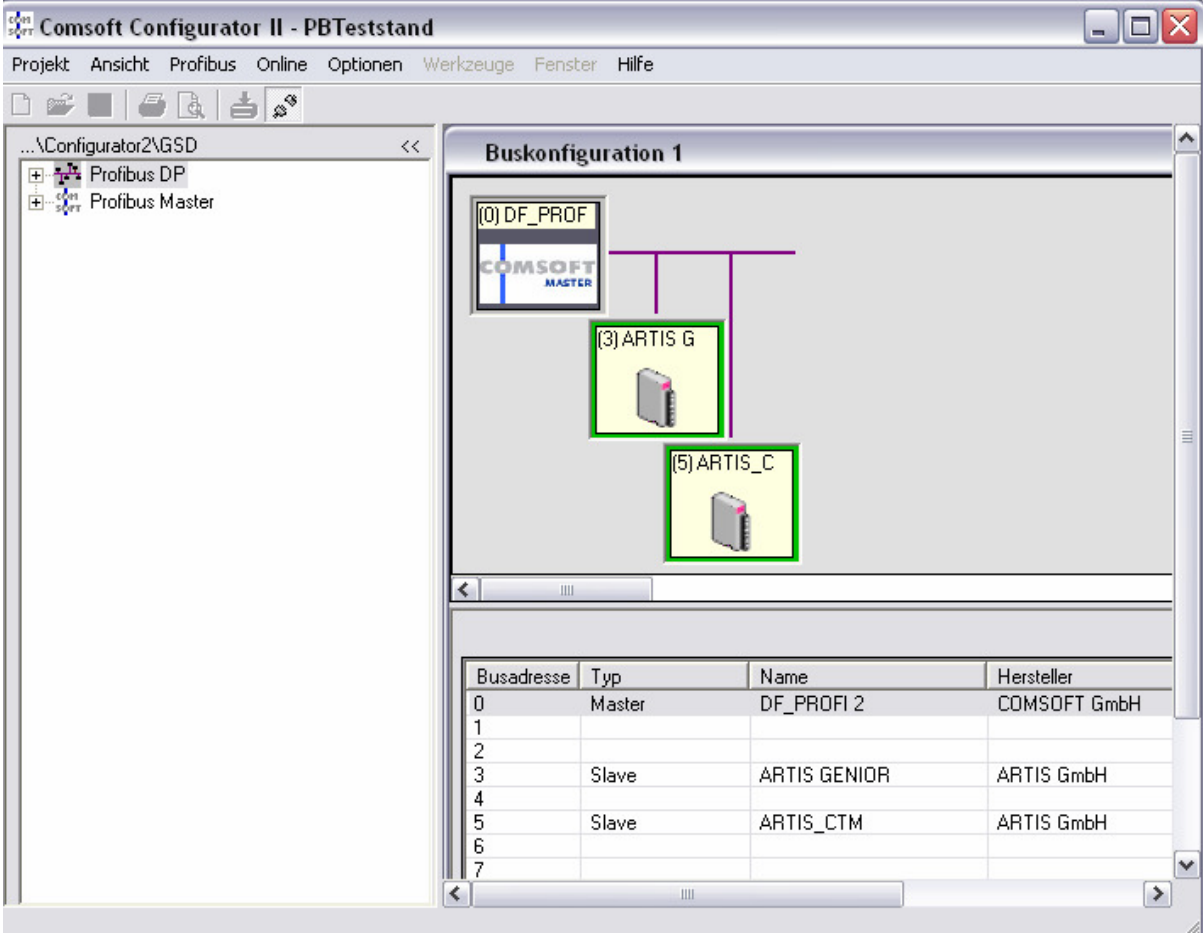 Comsoft Configurator II - PBTeststand
Projekt Ansicht Profibus Online Optionen Werkzeuge Fenster Hilfe
...\Configurator2\GSD <<
Profibus DP
Profibus Master
Buskonfiguration 1
(0) DF_PROF
COMSOFT
MASTER
(3) ARTIS G
(5) ARTIS_C
Busadresse Typ Name Hersteller
0 Master DF_PROFI 2 COMSOFT GmbH
1
2
3 Slave ARTIS GENIOR ARTIS GmbH
4
5 Slave ARTIS_CTM ARTIS GmbH
6
7